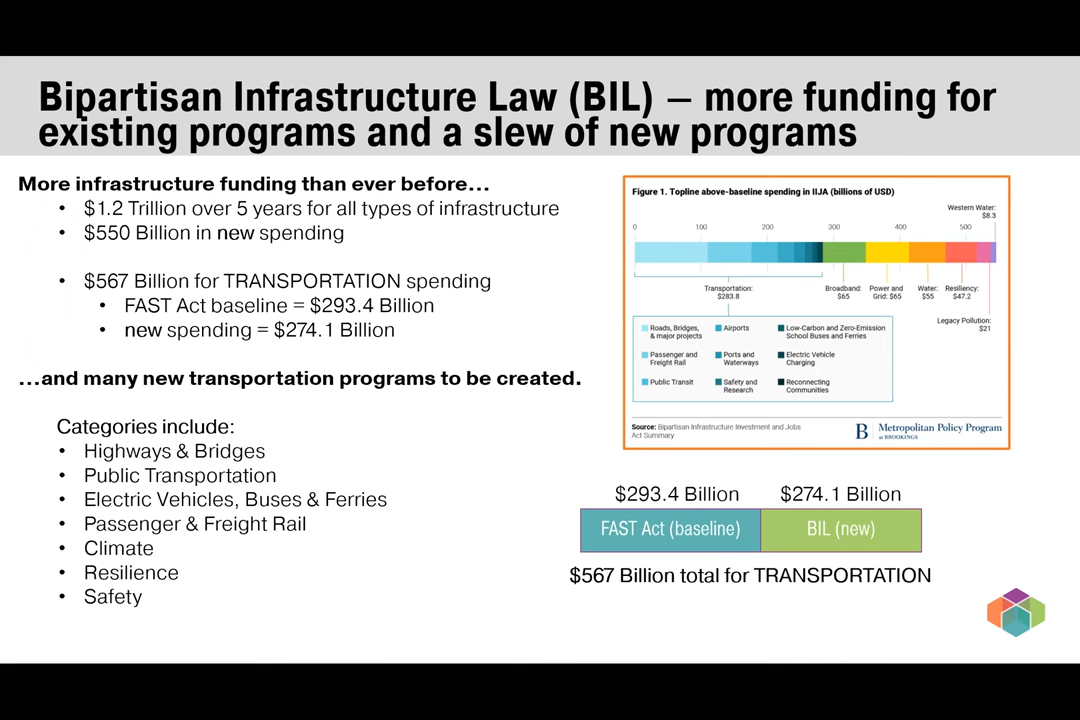 Bipartisan Infrastructure Law (BIL) – more funding for
existing programs and a slew of new programs
More infrastructure funding than ever before...
• $1.2 Trillion over 5 years for all types of infrastructure
• $550 Billion in new spending
• $567 Billion for TRANSPORTATION spending
• FAST Act baseline = $293.4 Billion
• new spending = $274.1 Billion
...and many new transportation programs to be created.
Categories include:
• Highways & Bridges
• Public Transportation
• Electric Vehicles, Buses & Ferries
• Passenger & Freight Rail
• Climate
• Resilience
• Safety
Figure 1. Topline above-baseline spending in IIJA (billions of USD)
Western Water:
$8.3
0 100 200 300 400 500
Transportation:
$283.8
Broadband:
$65
Power and
Grid: $65
Water:
$55
Resiliency:
$47.2
Legacy Pollution:
$21
Roads, Bridges,
& major projects
Airports
Low-Carbon and Zero-Emission
School Buses and Ferries
Passenger and
Freight Rail
Ports and
Waterways
Electric Vehicle
Charging
Public Transit
Safety and
Research
Reconnecting
Communities
Source: Bipartisan Infrastructure Investment and Jobs
Act Summary
B Metropolitan Policy Program
at BROOKINGS
$293.4 Billion $274.1 Billion
FAST Act (baseline) BIL (new)
$567 Billion total for TRANSPORTATION